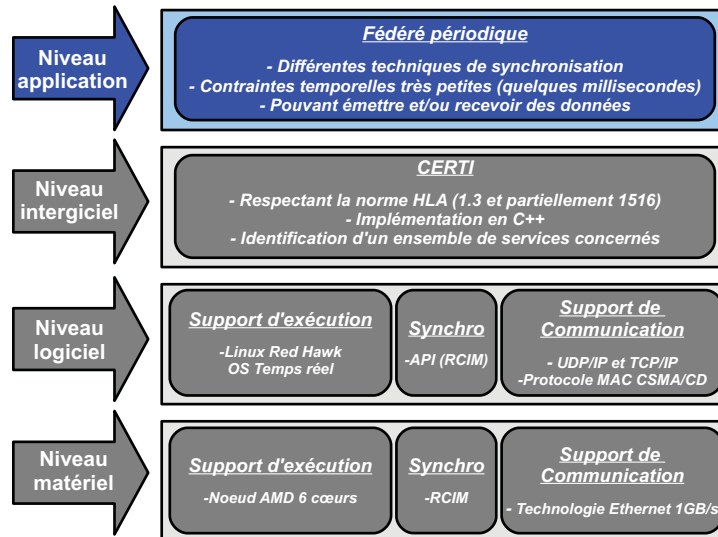 Niveau
application
Fédéré périodique
- Différentes techniques de synchronisation
- Contraintes temporelles très petites (quelques millisecondes)
- Pouvant émettre et/ou recevoir des données
Niveau
intergiciel
CERTI
- Respectant la norme HLA (1.3 et partiellement 1516)
- Implémentation en C++
- Identification d'un ensemble de services concernés
Niveau
logiciel
Support d'exécution
-Linux Red Hawk
OS Temps réel
Synchro
-API (RCIM)
Support de
Communication
- UDP/IP et TCP/IP
-Protocole MAC CSMA/CD
Niveau
matériel
Support d'exécution
-Noeud AMD 6 cœurs
Synchro
-RCIM
Support de
Communication
- Technologie Ethernet 1GB/s